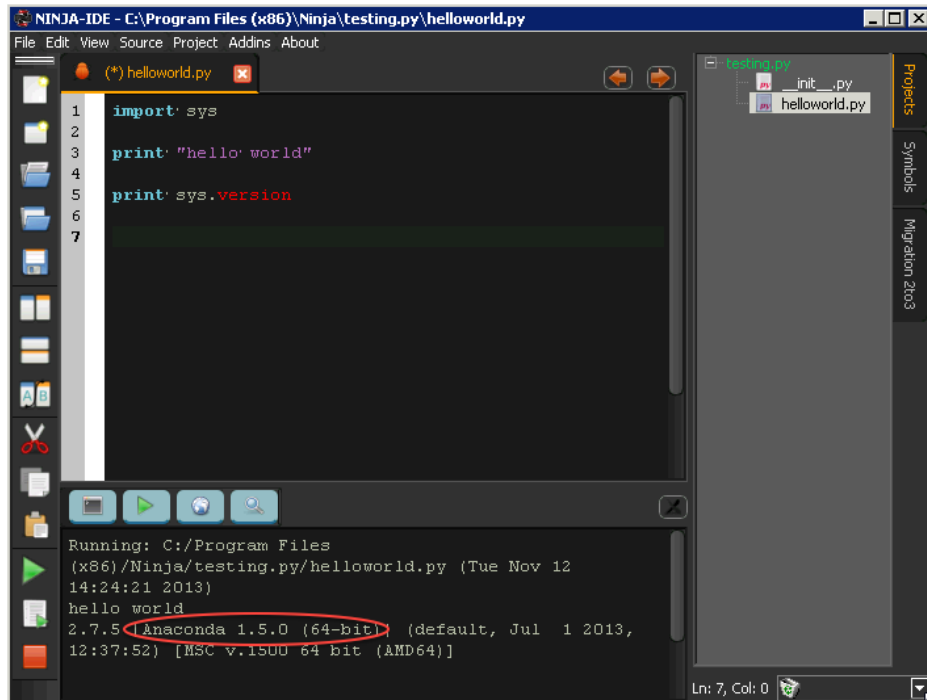 NINJA-IDE - C:\Program Files (x86)\Ninja\testing.py\helloworld.py
File Edit View Source Project Addins About
(*) helloworld.py
1 import sys
2
3 print "hello world"
4
5 print sys.version
6
7
testing.py
__init__.py
helloworld.py
Projects
Symbols
Migration 2to3
Running: C:/Program Files
(x86)/Ninja/testing.py/helloworld.py (Tue Nov 12
14:24:21 2013)
hello world
2.7.5 |Anaconda 1.5.0 (64-bit)| (default, Jul  1 2013,
12:37:52) [MSC v.1500 64 bit (AMD64)]
Ln: 7, Col: 0
A B